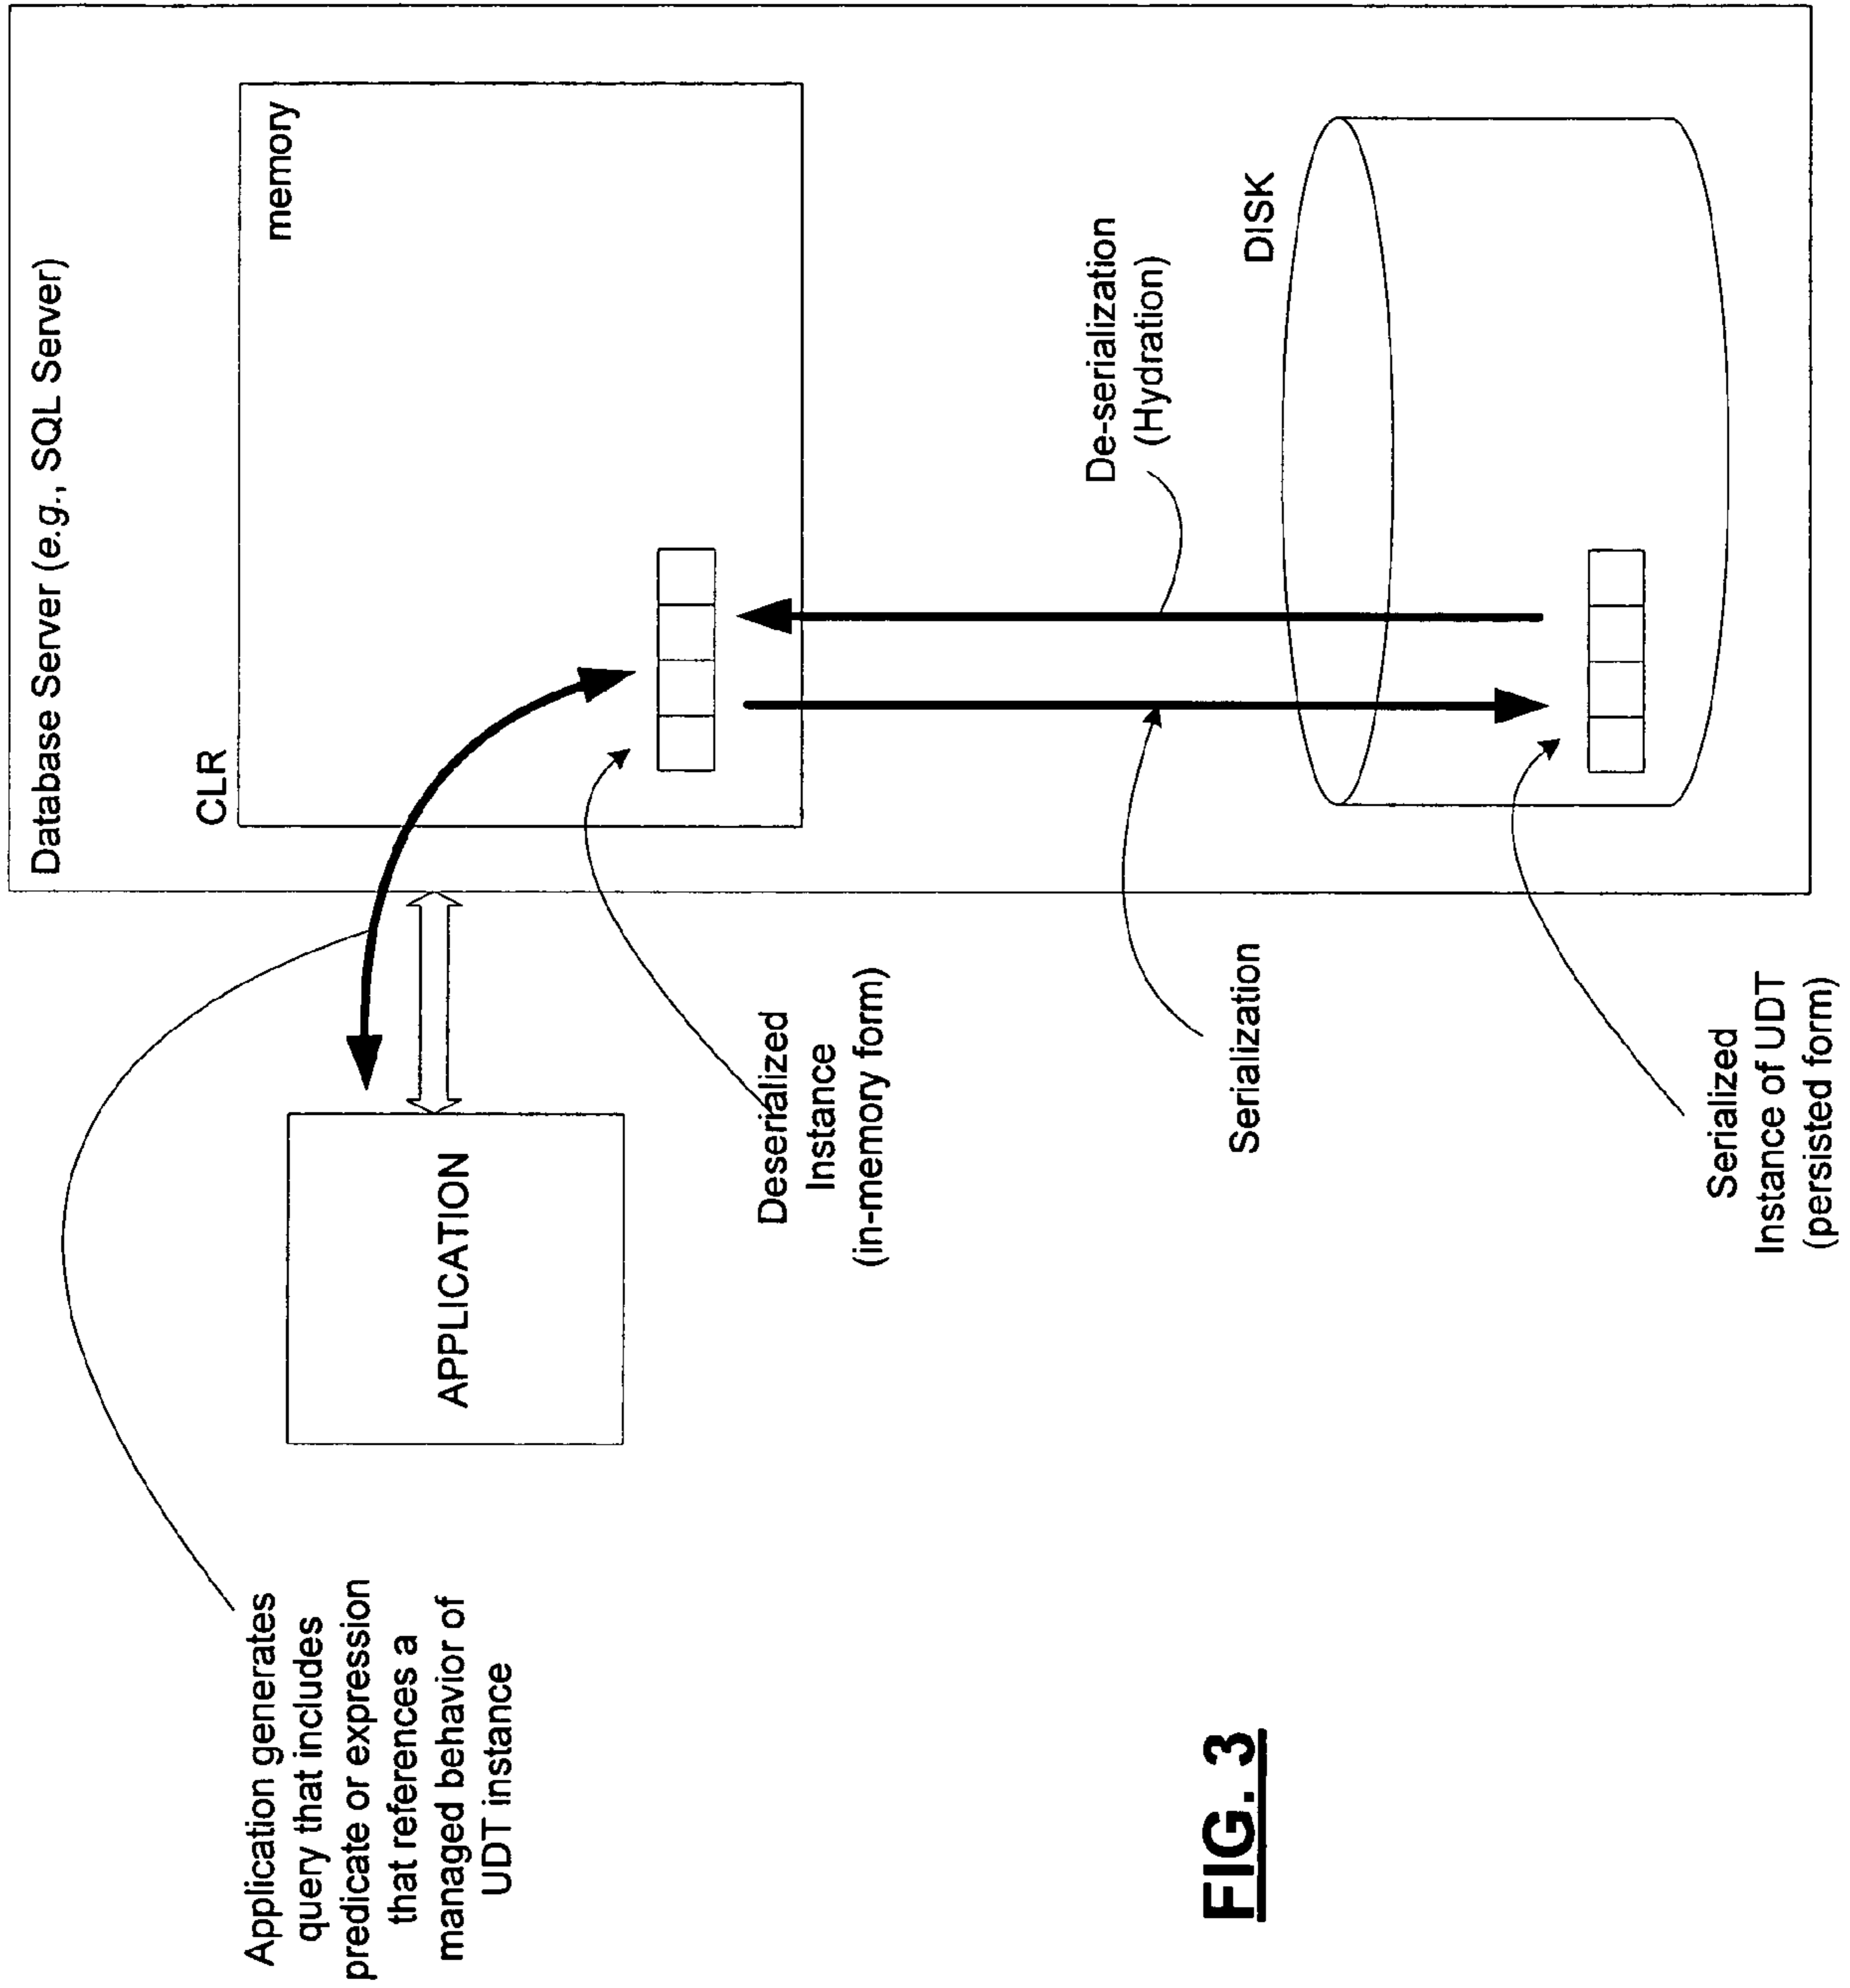 Database Server (e.g., SQL Server)
CLR
memory
Application generates
query that includes
predicate or expression
that references a
managed behavior of
UDT instance
APPLICATION
Deserialized
Instance
(in-memory form)
De-serialization
(Hydration)
Serialization
DISK
Serialized
Instance of UDT
(persisted form)
FIG. 3